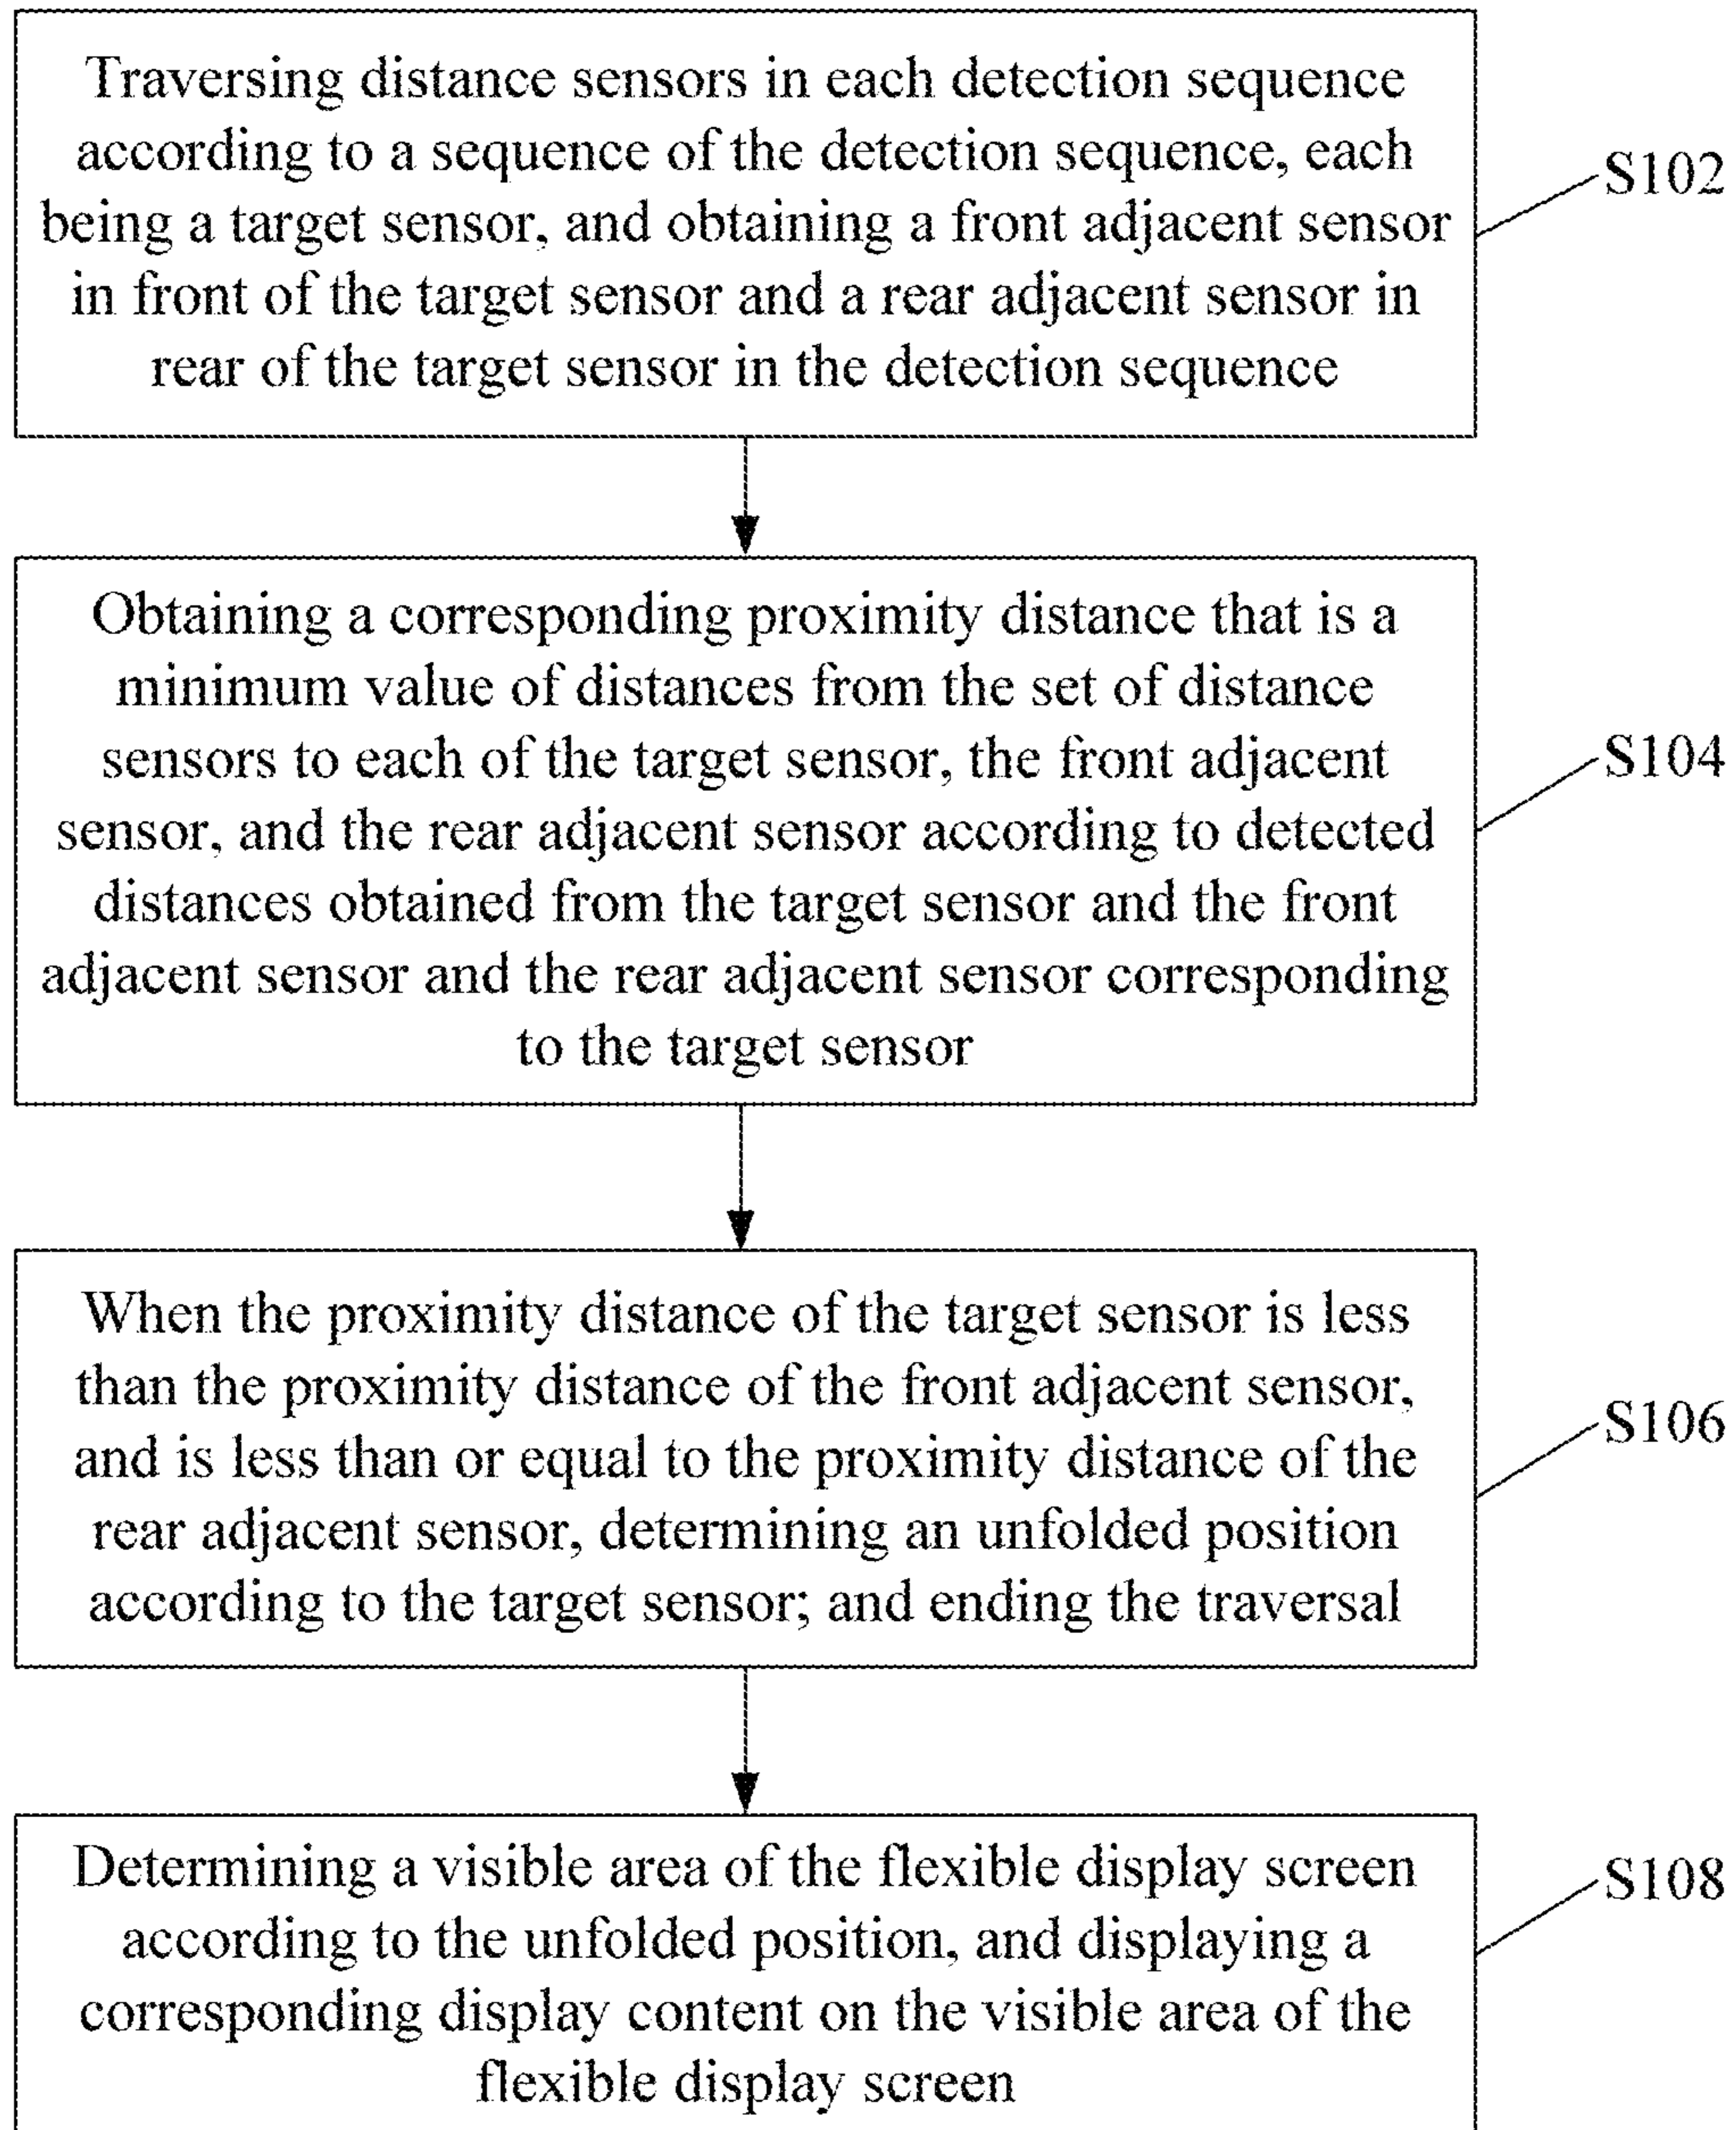 Traversing distance sensors in each detection sequence
according to a sequence of the detection sequence, each
being a target sensor, and obtaining a front adjacent sensor
in front of the target sensor and a rear adjacent sensor in
rear of the target sensor in the detection sequence
S102
Obtaining a corresponding proximity distance that is a
minimum value of distances from the set of distance
sensors to each of the target sensor, the front adjacent
sensor, and the rear adjacent sensor according to detected
distances obtained from the target sensor and the front
adjacent sensor and the rear adjacent sensor corresponding
to the target sensor
S104
When the proximity distance of the target sensor is less
than the proximity distance of the front adjacent sensor,
and is less than or equal to the proximity distance of the
rear adjacent sensor, determining an unfolded position
according to the target sensor; and ending the traversal
S106
Determining a visible area of the flexible display screen
according to the unfolded position, and displaying a
corresponding display content on the visible area of the
flexible display screen
S108